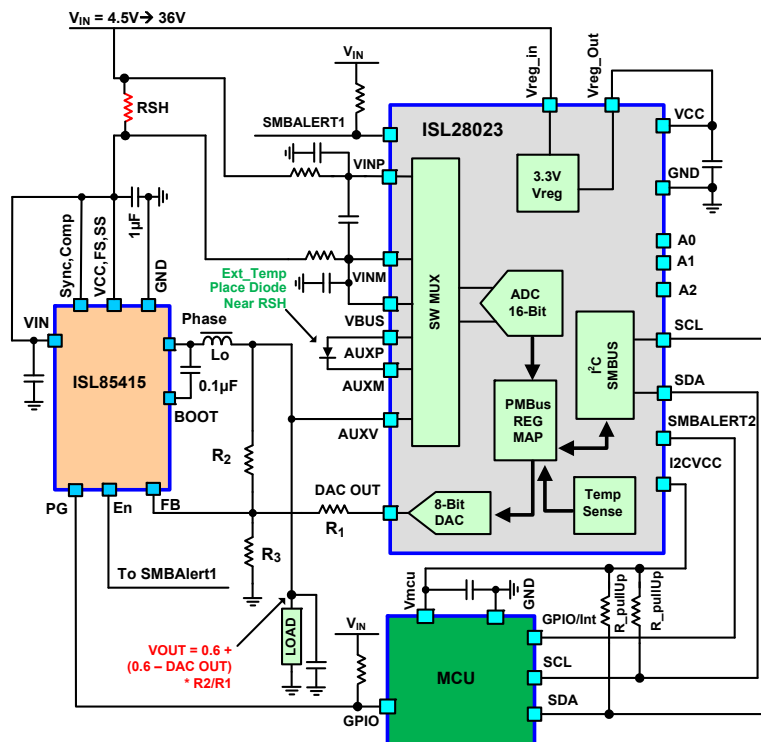 VIN = 4.5V→ 36V
VIN
Vreg_in
Vreg_Out
RSH
SMBALERT1
ISL28023
VCC
VINP
3.3V
Vreg
GND
1µF
Sync,Comp
VCC,FS,SS
GND
A0
A1
A2
Ext_Temp
Place Diode
Near RSH
VINM
SW MUX
ADC
16-Bit
VIN
Phase
Lo
VBUS
AUXP
AUXM
I2C
SMBUS
SCL
SDA
ISL85415
0.1µF
BOOT
AUXV
PMBus
REG
MAP
SMBALERT2
I2CVCC
R2
PG
En
FB
DAC OUT
R1
8-Bit
DAC
Temp
Sense
R3
To SMBAlert1
Vmcu
GND
R_pullUp
R_pullUp
VOUT = 0.6 +
(0.6 – DAC OUT)
* R2/R1
LOAD
VIN
GPIO/Int
SCL
MCU
SDA
GPIO